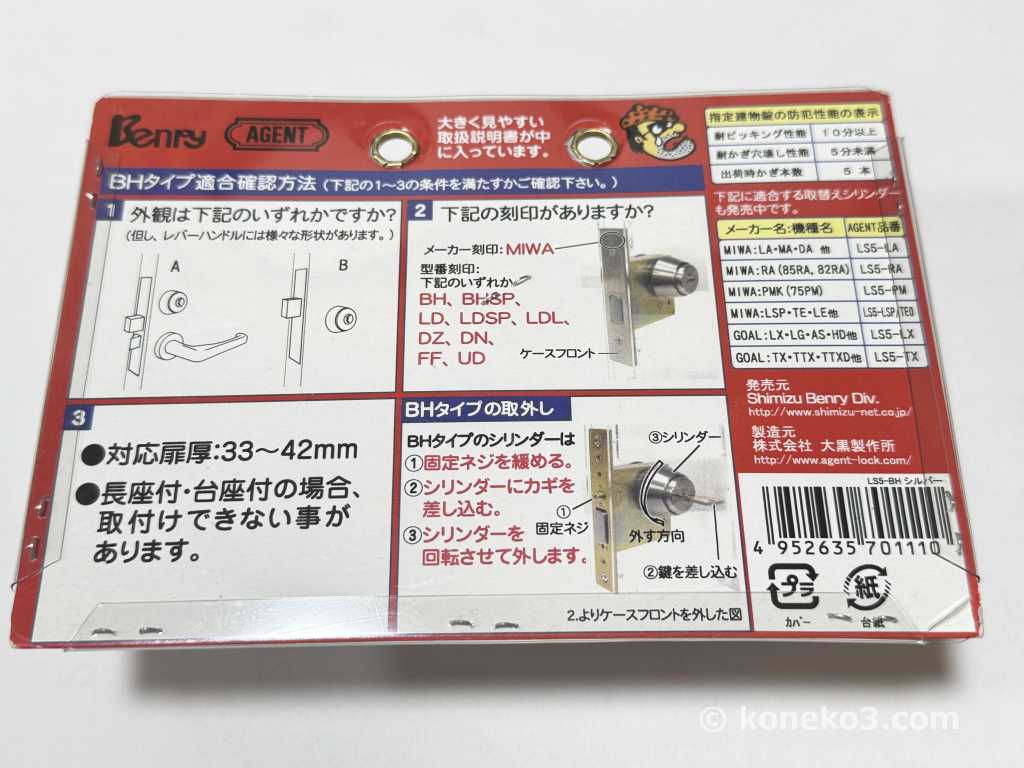 Benry
AGENT
大きく見やすい
取扱説明書が中
に入っています。
BHタイプ適合確認方法(下記の1〜3の条件を満たすかご確認下さい。)
1 外観は下記のいずれかですか?
(但し、レバーハンドルには様々な形状があります。)
A
B
2 下記の刻印がありますか?
メーカー刻印:MIWA
型番刻印:
下記のいずれか
BH、BHSP、
LD、LDSP、LDL、
DZ、DN、
FF、UD
ケースフロント
3
●対応扉厚:33〜42mm
●長座付・台座付の場合、
取付けできない事が
あります。
BHタイプの取外し
BHタイプのシリンダーは
①固定ネジを緩める。
②シリンダーにカギを
差し込む。
③シリンダーを
回転させて外します。
③シリンダー
①
固定ネジ
外す方向
②鍵を差し込む
2.よりケースフロントを外した図
指定建物錠の防犯性能の表示
耐ピッキング性能 10分以上
耐かぎ穴壊し性能 5分未満
出荷時かぎ本数 5本
下記に適合する取替えシリンダー
も発売中です。
メーカー名:機種名 AGENT品番
MIWA:LA・MA・DA 他 LS5-LA
MIWA:RA(85RA, 82RA) LS5-RA
MIWA:PMK(75PM) LS5-PM
MIWA:LSP・TE・LE他 LS5-LSP(TE0)
GOAL:LX・LG・AS・HD他 LS5-LX
GOAL:TX・TTX・TTXD他 LS5-TX
発売元
Shimizu Benry Div.
http://www.shimizu-net.co.jp/
製造元
株式会社 大黒製作所
http://www.agent-lock.com/
LS5-BH シルバー
4 952635 701110
プラ
カバー
紙
台紙
© koneko3.com